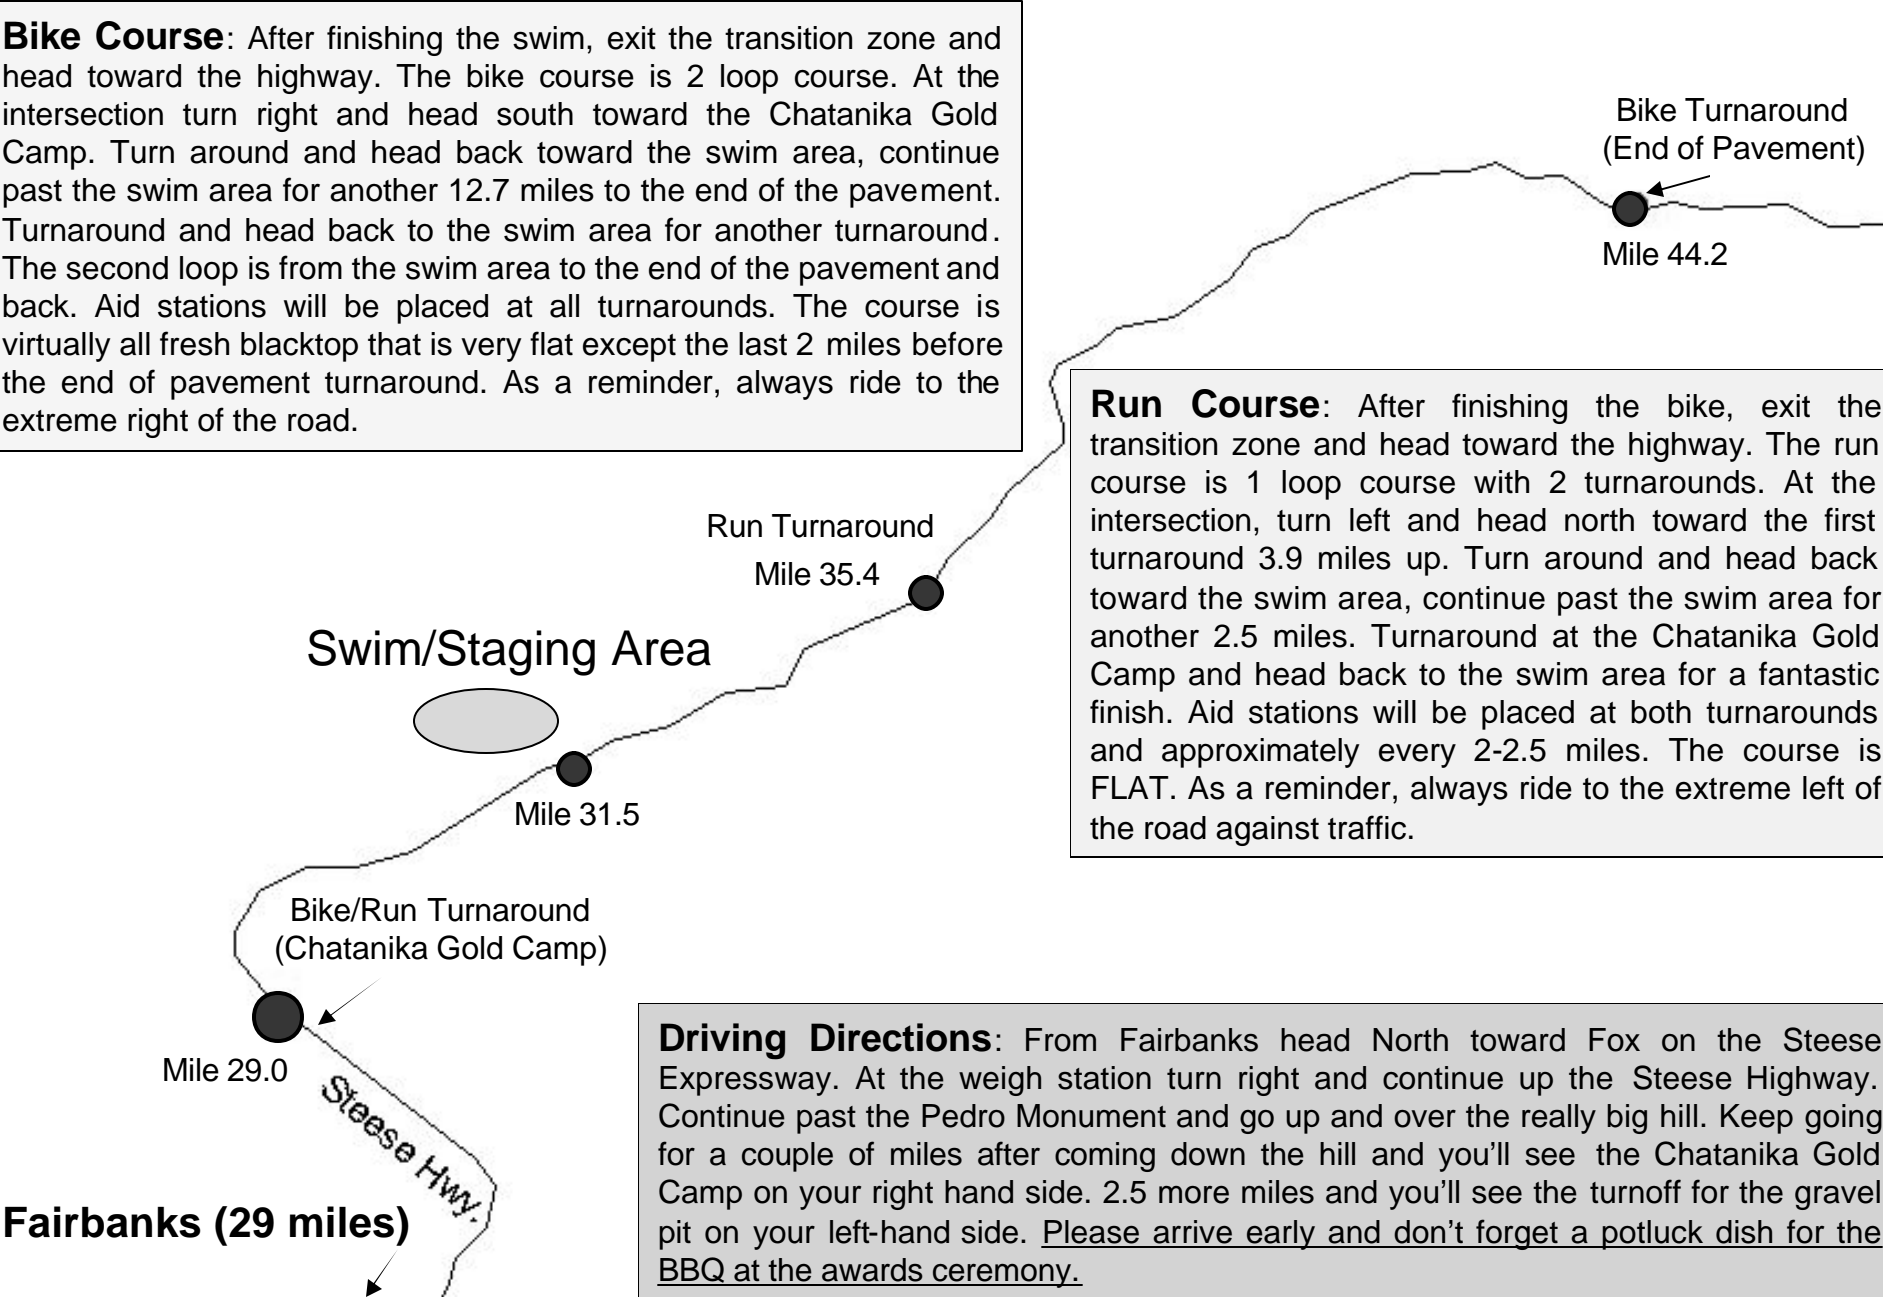 Bike Course: After finishing the swim, exit the transition zone and
head toward the highway. The bike course is 2 loop course. At the
intersection turn right and head south toward the Chatanika Gold
Camp. Turn around and head back toward the swim area, continue
past the swim area for another 12.7 miles to the end of the pavement.
Turnaround and head back to the swim area for another turnaround.
The second loop is from the swim area to the end of the pavement and
back. Aid stations will be placed at all turnarounds. The course is
virtually all fresh blacktop that is very flat except the last 2 miles before
the end of pavement turnaround. As a reminder, always ride to the
extreme right of the road.
Bike Turnaround
(End of Pavement)
Mile 44.2
Run Course: After finishing the bike, exit the
transition zone and head toward the highway. The run
course is 1 loop course with 2 turnarounds. At the
intersection, turn left and head north toward the first
turnaround 3.9 miles up. Turn around and head back
toward the swim area, continue past the swim area for
another 2.5 miles. Turnaround at the Chatanika Gold
Camp and head back to the swim area for a fantastic
finish. Aid stations will be placed at both turnarounds
and approximately every 2-2.5 miles. The course is
FLAT. As a reminder, always ride to the extreme left of
the road against traffic.
Run Turnaround
Mile 35.4
Swim/Staging Area
Mile 31.5
Bike/Run Turnaround
(Chatanika Gold Camp)
Mile 29.0
Steese Hwy.
Fairbanks (29 miles)
Driving Directions: From Fairbanks head North toward Fox on the Steese
Expressway. At the weigh station turn right and continue up the Steese Highway.
Continue past the Pedro Monument and go up and over the really big hill. Keep going
for a couple of miles after coming down the hill and you'll see the Chatanika Gold
Camp on your right hand side. 2.5 more miles and you'll see the turnoff for the gravel
pit on your left-hand side. Please arrive early and don't forget a potluck dish for the
BBQ at the awards ceremony.